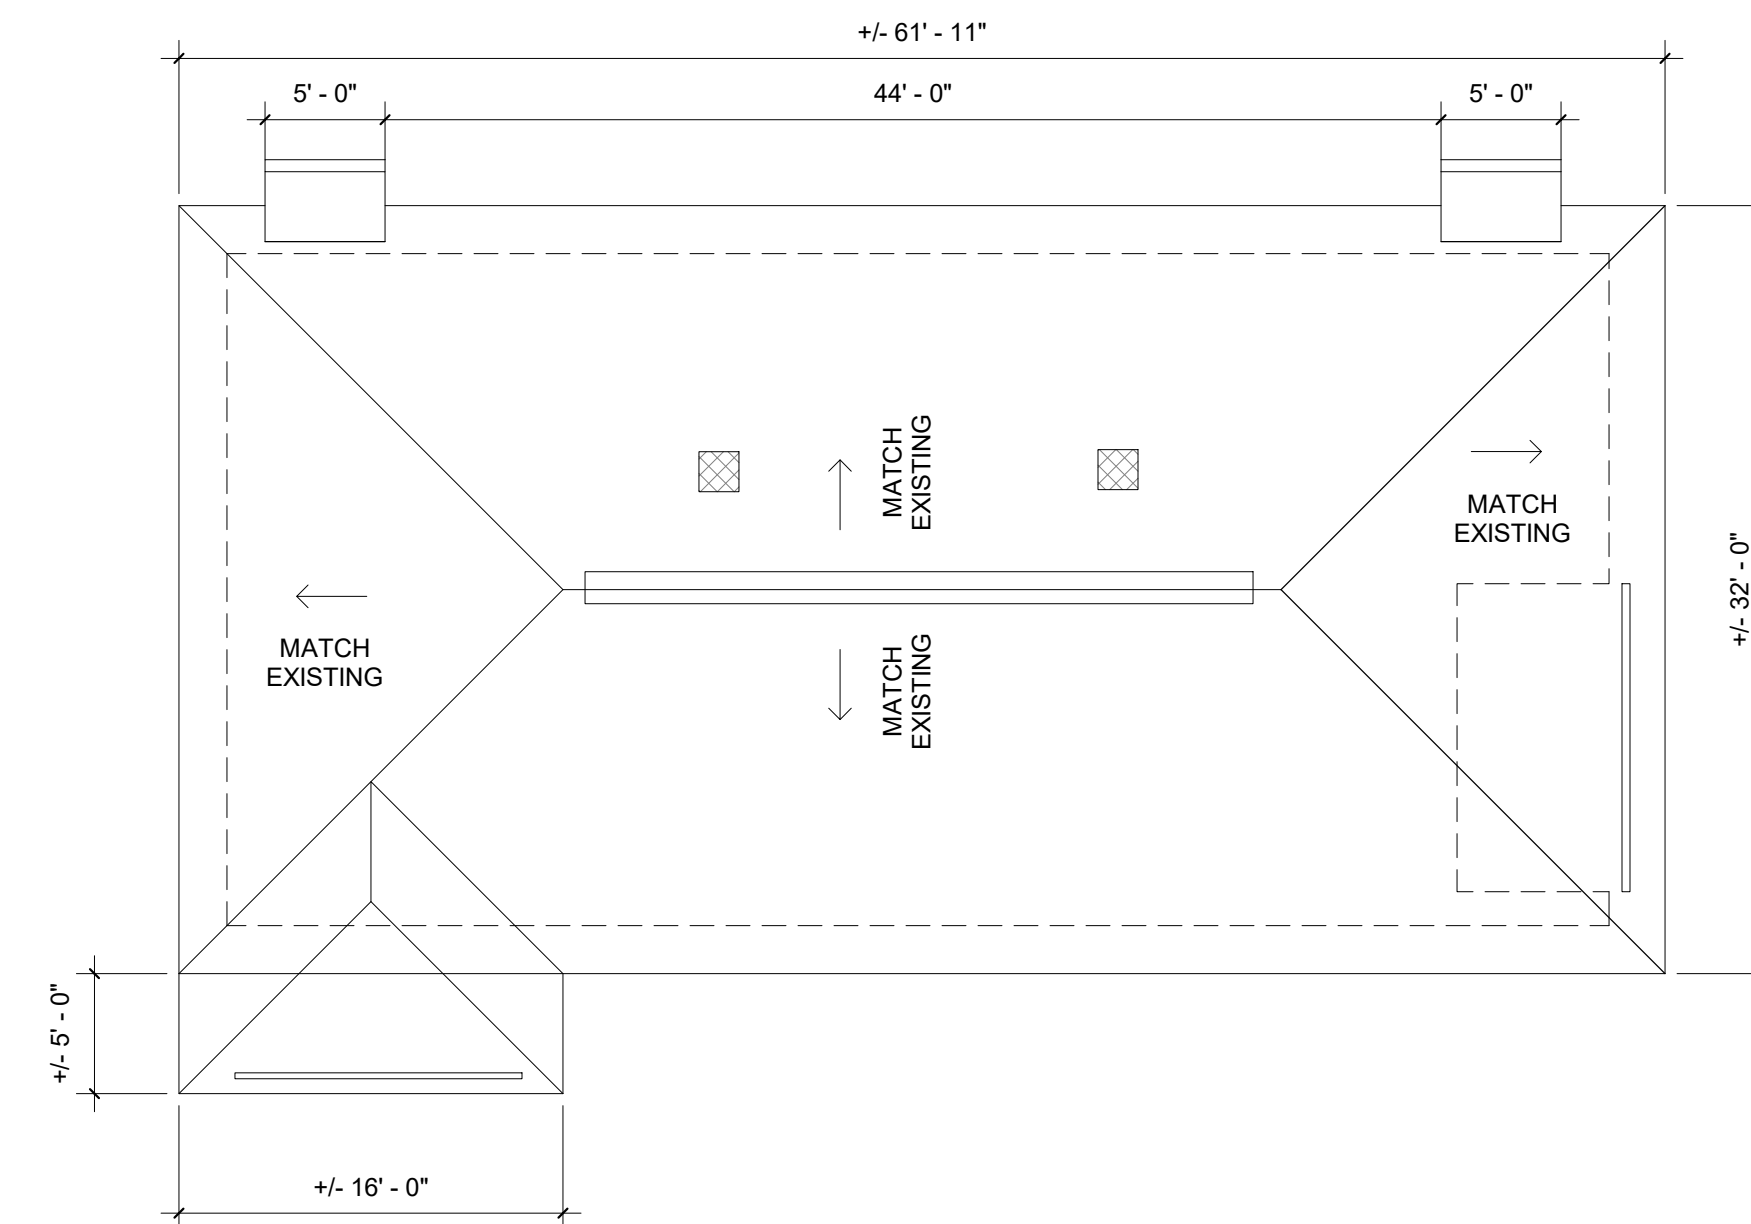 +/- 61' - 11"
5' - 0"
44' - 0"
5' - 0"
MATCH
EXISTING
MATCH
EXISTING
+/- 32' - 0"
MATCH
EXISTING
MATCH
EXISTING
+/- 5' - 0"
+/- 16' - 0"